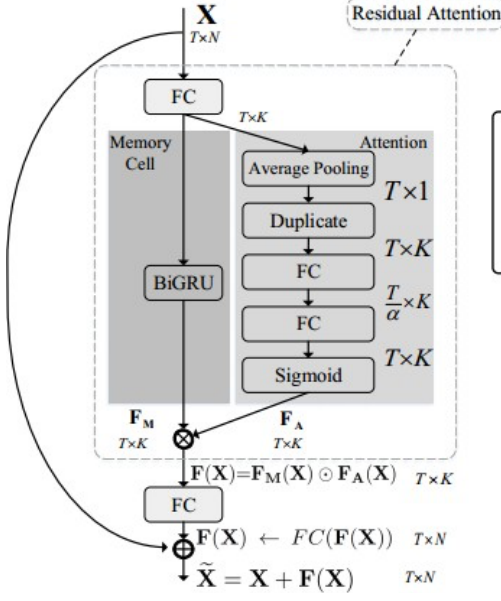 X
T×N
Residual Attention
FC
T×K
Memory
Cell
Attention
Average Pooling
T×1
Duplicate
T×K
FC
BiGRU
T/α×K
FC
T×K
Sigmoid
F_M
T×K
F_A
T×K
F(X)=F_M(X) ⊙ F_A(X) T×K
FC
F(X) ← FC(F(X)) T×N
X̃ = X + F(X) T×N